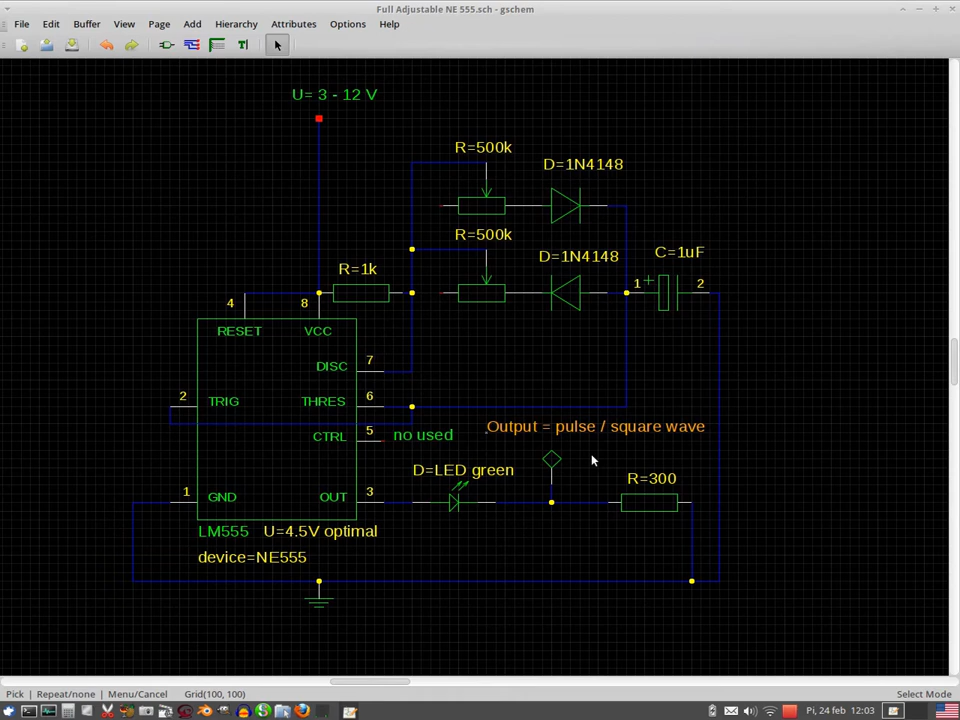 Full Adjustable NE 555.sch - gschem
File Edit Buffer View Page Add Hierarchy Attributes Options Help
U= 3 - 12 V
R=500k
D=1N4148
R=500k
D=1N4148
C=1uF
R=1k
1 + 2
4 8
RESET VCC
DISC 7
2 TRIG THRES 6
CTRL 5 no used
Output = pulse / square wave
D=LED green
R=300
1 GND OUT 3
LM555 U=4.5V optimal
device=NE555
Pick Repeat/none Menu/Cancel Grid(100, 100) Select Mode
Pi, 24 feb 12:03